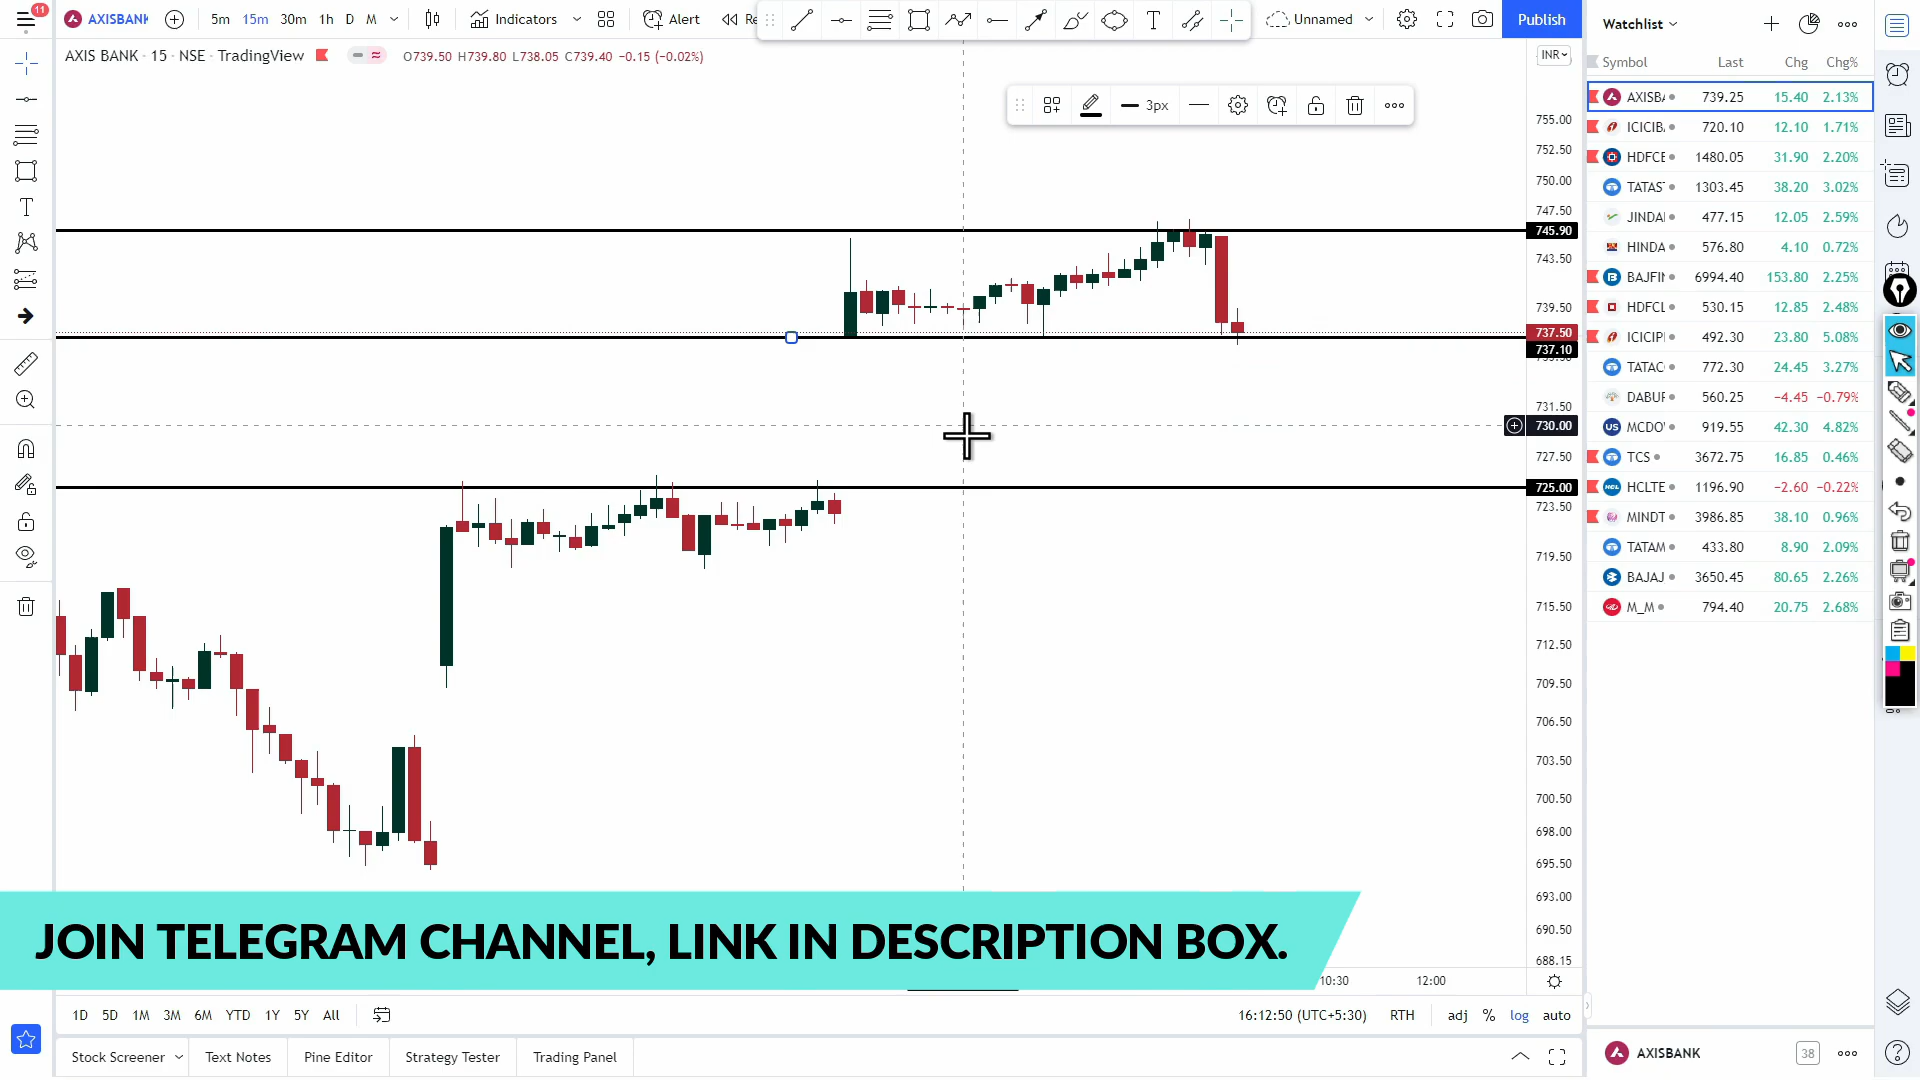 11
AXISBANK
5m 15m 30m 1h D M
Indicators
Alert
Re
Unnamed
Publish
Watchlist
AXIS BANK · 15 · NSE · TradingView
O739.50 H739.80 L738.05 C739.40 −0.15 (−0.02%)
INR
3px
Symbol Last Chg Chg%
AXISB 739.25 15.40 2.13%
ICICIB 720.10 12.10 1.71%
HDFCE 1480.05 31.90 2.20%
TATAS 1303.45 38.20 3.02%
JINDA 477.15 12.05 2.59%
HINDA 576.80 4.10 0.72%
BAJFIN 6994.40 153.80 2.25%
HDFCL 530.15 12.85 2.48%
ICICIPI 492.30 23.80 5.08%
TATAC 772.30 24.45 3.27%
DABUR 560.25 −4.45 −0.79%
MCDO 919.55 42.30 4.82%
TCS 3672.75 16.85 0.46%
HCLTE 1196.90 −2.60 −0.22%
MINDT 3986.85 38.10 0.96%
TATAM 433.80 8.90 2.09%
BAJAJ 3650.45 80.65 2.26%
M_M 794.40 20.75 2.68%
755.00
752.50
750.00
747.50
745.90
743.50
739.50
737.50
737.10
731.50
730.00
727.50
725.00
723.50
719.50
715.50
712.50
709.50
706.50
703.50
700.50
698.00
695.50
693.00
690.50
688.15
JOIN TELEGRAM CHANNEL, LINK IN DESCRIPTION BOX.
10:30 12:00
1D 5D 1M 3M 6M YTD 1Y 5Y All
16:12:50 (UTC+5:30) RTH adj % log auto
Stock Screener Text Notes Pine Editor Strategy Tester Trading Panel
AXISBANK 38